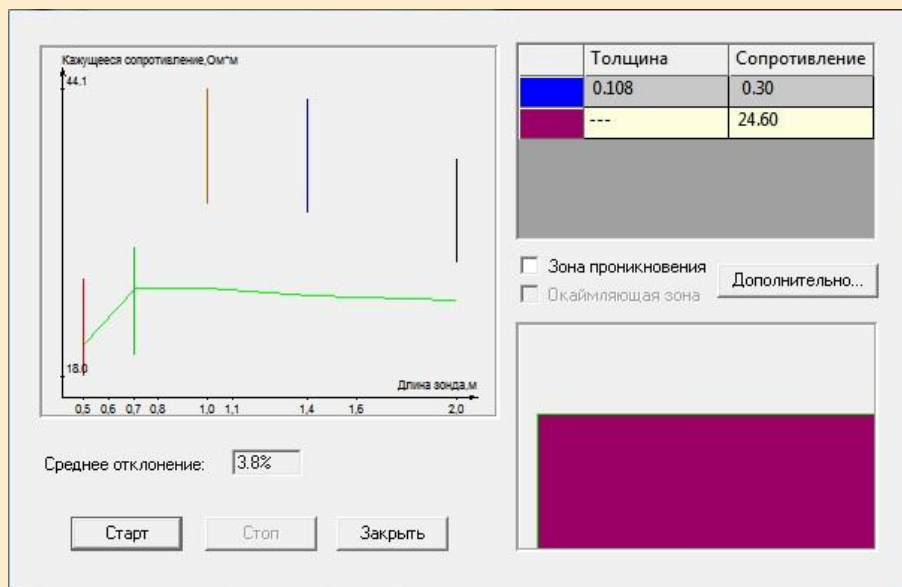 Кажущееся сопротивление,Ом*м
44.1
18.0
Длина зонда,м
0,5 0,6 0,7 0,8 1,0 1,1 1,4 1,6 2,0
Толщина Сопротивление
0.108 0.30
--- 24.60
Зона проникновения
Окаймляющая зона
Дополнительно...
Среднее отклонение: 3.8%
Старт Стоп Закрыть